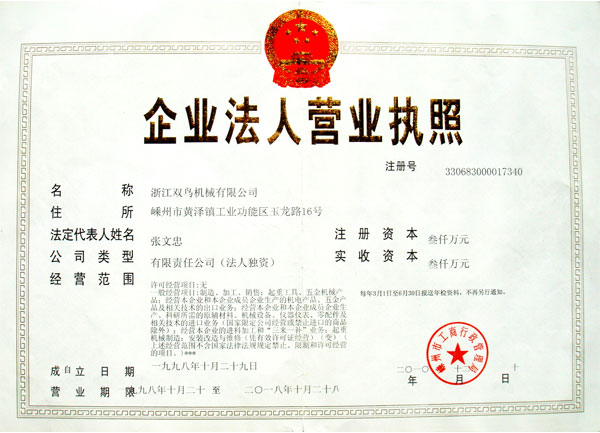 企业法人营业执照
注册号 330683000017340
名称 浙江双鸟机械有限公司
住所 嵊州市黄泽镇工业功能区玉龙路16号
法定代表人姓名 张文忠
注册资本 叁仟万元
公司类型 有限责任公司（法人独资）
实收资本 叁仟万元
经营范围
许可经营项目:无
一般经营项目:制造、加工、销售：起重工具、五金机械产
品；经营本企业和本企业成员企业生产的机电产品、五金产
品及相关技术的出口业务；经营本企业和本企业成员企业生
产、科研所需的原辅材料、机械设备、仪器仪表、零配件及
相关技术的进口业务（国家限定公司经营或禁止进口的商品
除外）；经营本企业的进料加工和“三来一补”业务；起重
机械制造；安装改造与维修（凭有效许可证经营）（变）（
上述经营范围不含国家法律法规规定禁止、限制和许可经营
的项目。）***
每年3月1日至6月30日报送年检资料，不再另行通知。
成立日期 一九九八年十月二十九日
营业期限 自一九九八年十月二十 至 二〇一八年十月二十八
嵊州市工商行政管理局
二〇一〇
年 月 日